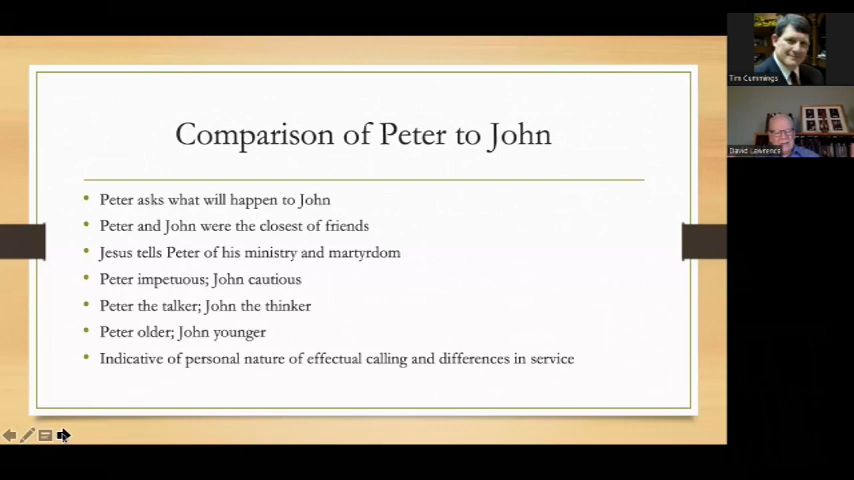 Comparison of Peter to John
Peter asks what will happen to John
Peter and John were the closest of friends
Jesus tells Peter of his ministry and martyrdom
Peter impetuous; John cautious
Peter the talker; John the thinker
Peter older; John younger
Indicative of personal nature of effectual calling and differences in service
Tim Cummings
David Lawrence